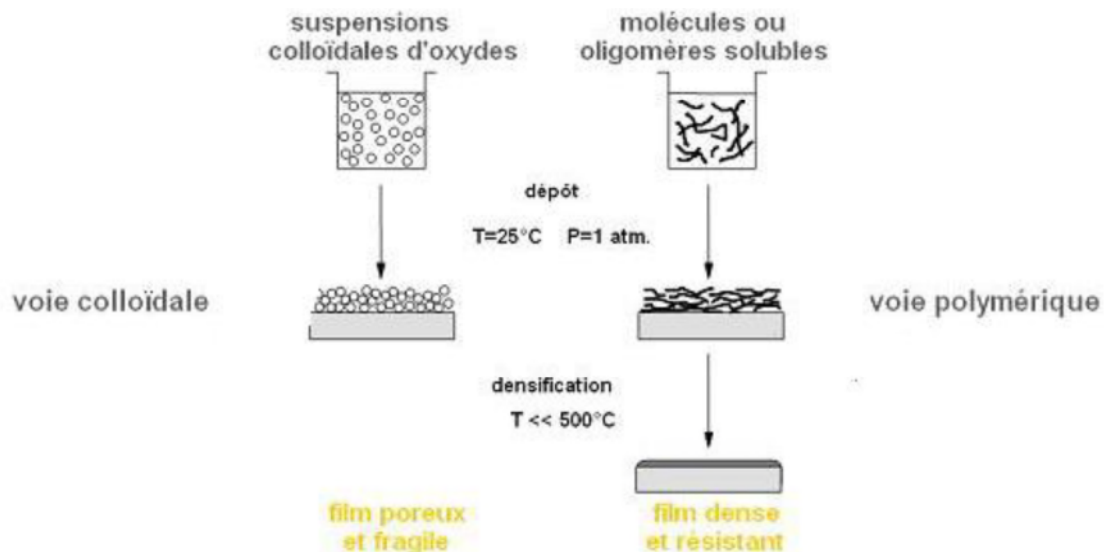 suspensions
colloïdales d'oxydes
molécules ou
oligomères solubles
dépôt
T=25°C P=1 atm.
voie colloïdale
voie polymérique
densification
T << 500°C
film poreux
et fragile
film dense
et résistant